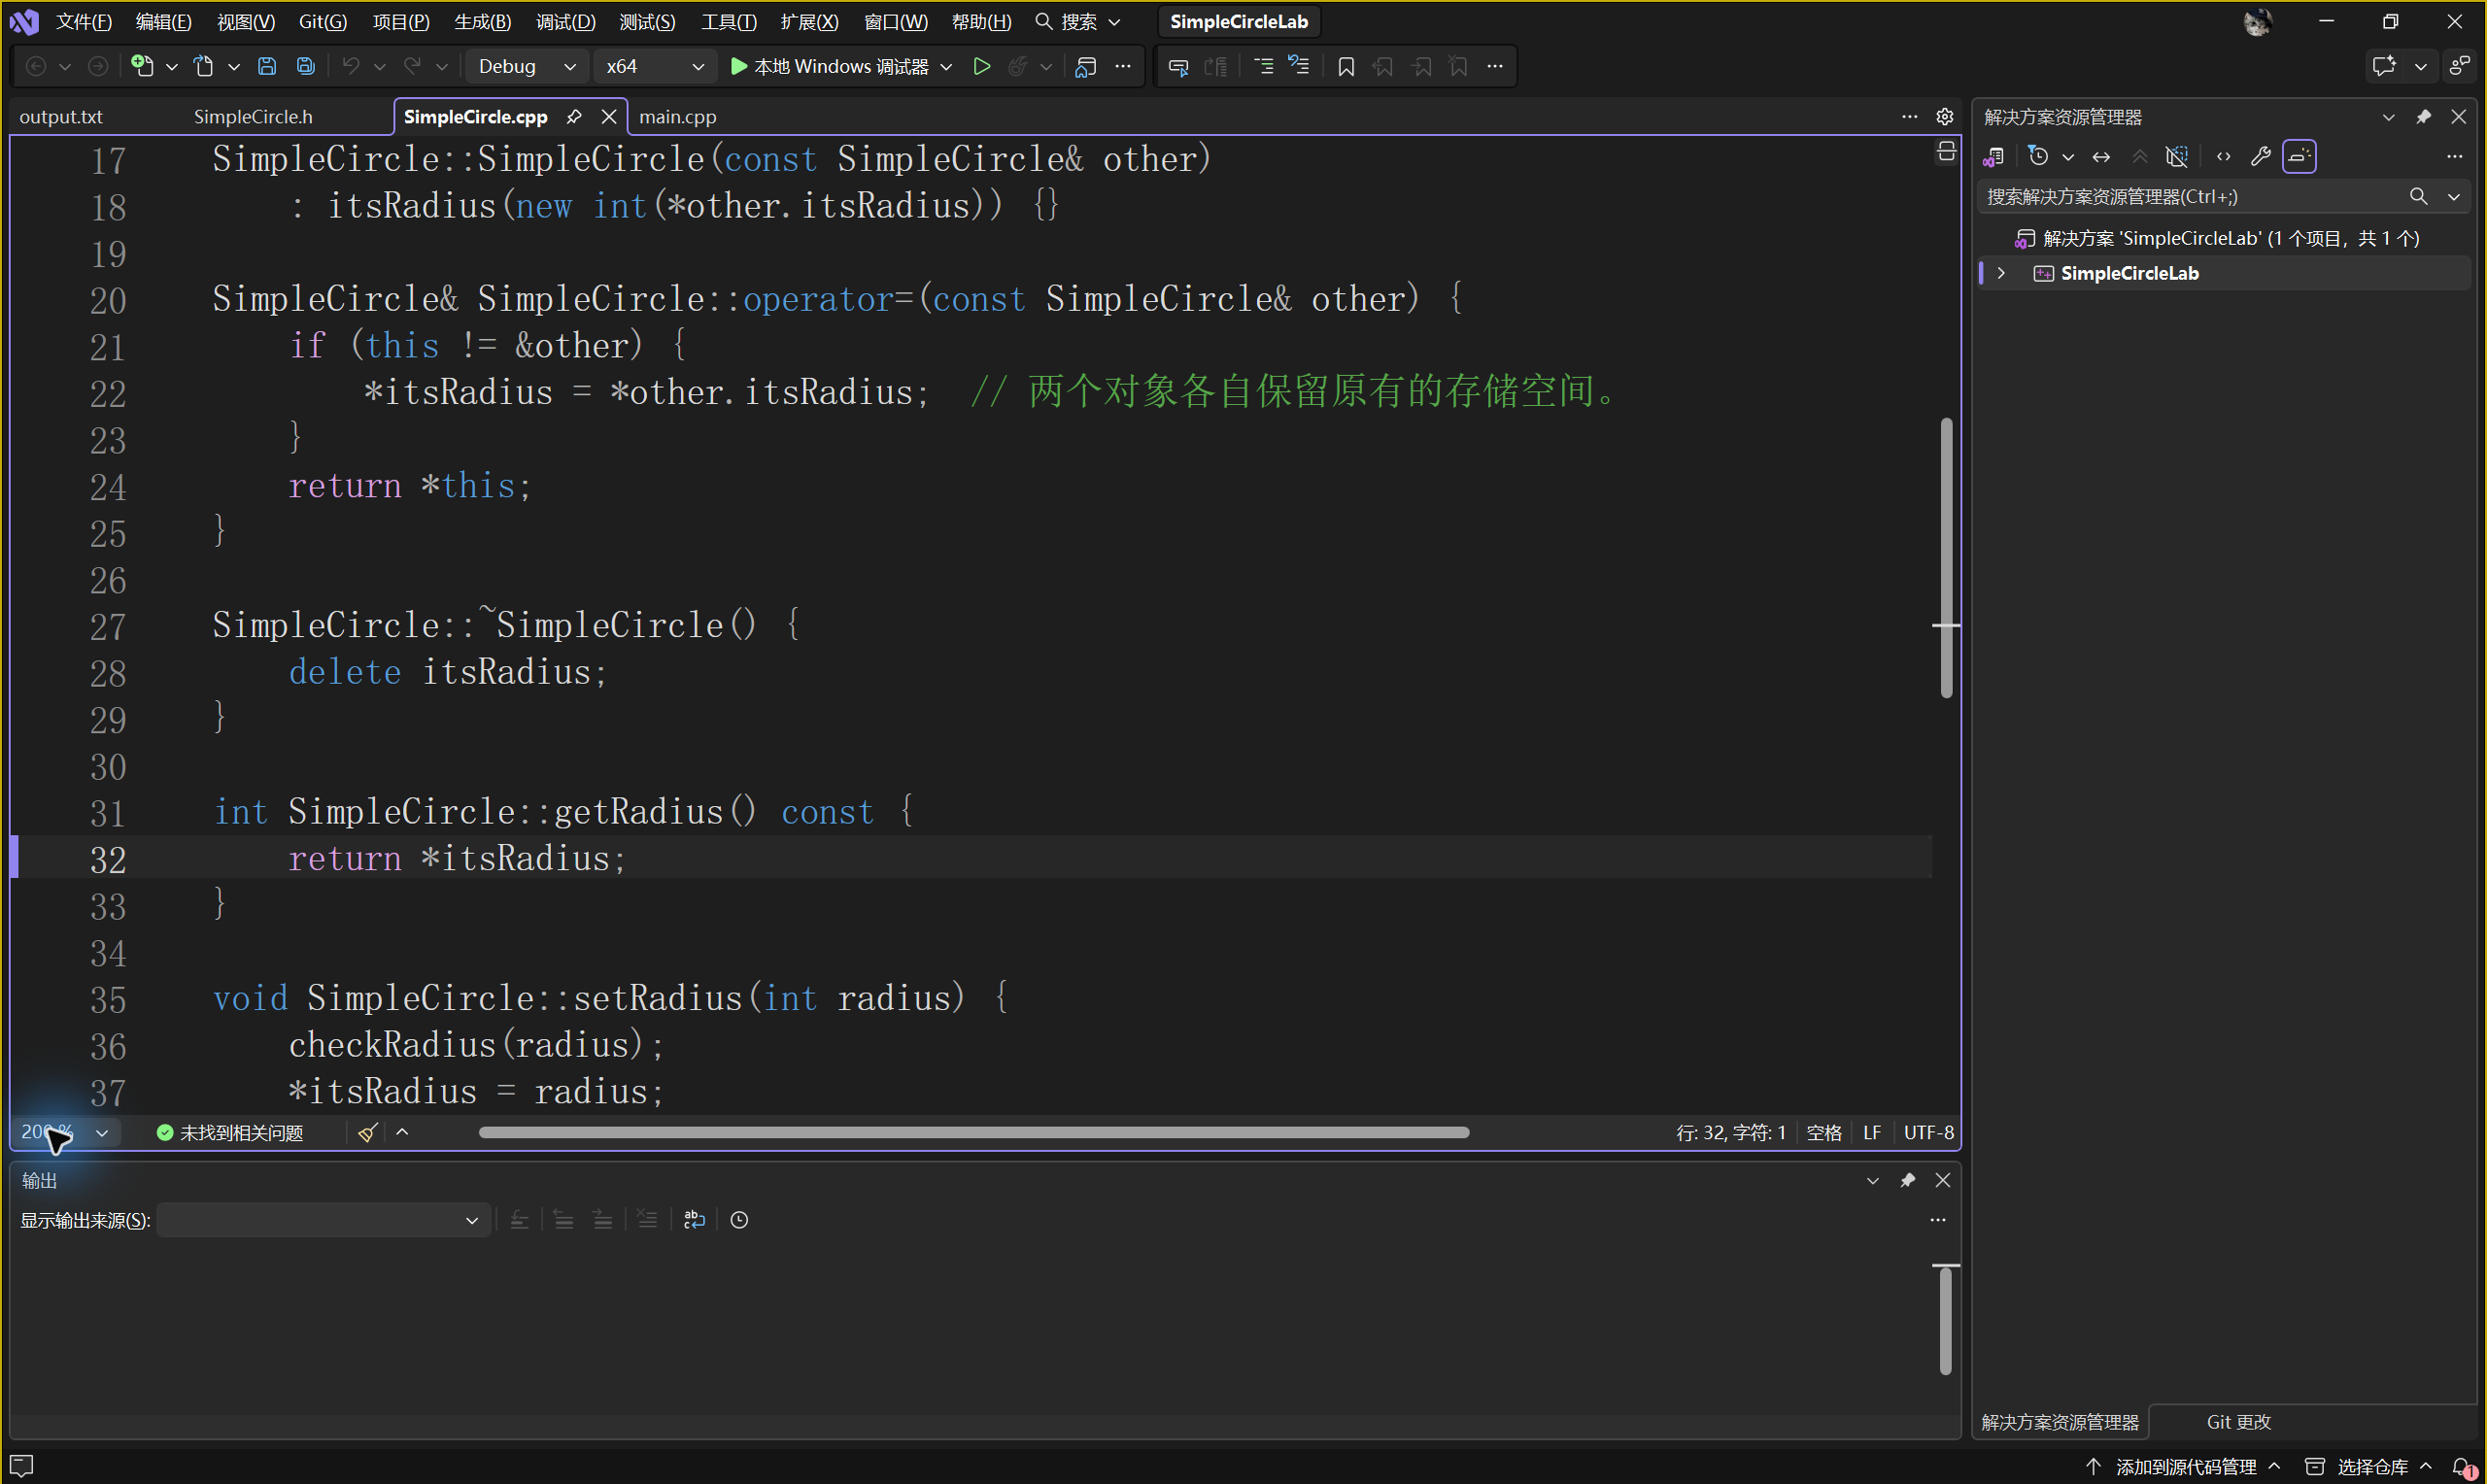 文件(F) 编辑(E) 视图(V) Git(G) 项目(P) 生成(B) 调试(D) 测试(S) 工具(T) 扩展(X) 窗口(W) 帮助(H) 搜索 SimpleCircleLab
Debug x64 本地 Windows 调试器
output.txt SimpleCircle.h SimpleCircle.cpp main.cpp
17 SimpleCircle::SimpleCircle(const SimpleCircle& other)
18 : itsRadius(new int(*other.itsRadius)) {}
19
20 SimpleCircle& SimpleCircle::operator=(const SimpleCircle& other) {
21 if (this != &other) {
22 *itsRadius = *other.itsRadius; // 两个对象各自保留原有的存储空间。
23 }
24 return *this;
25 }
26
27 SimpleCircle::~SimpleCircle() {
28 delete itsRadius;
29 }
30
31 int SimpleCircle::getRadius() const {
32 return *itsRadius;
33 }
34
35 void SimpleCircle::setRadius(int radius) {
36 checkRadius(radius);
37 *itsRadius = radius;
200 % 未找到相关问题 行: 32, 字符: 1 空格 LF UTF-8
输出
显示输出来源(S):
解决方案资源管理器
搜索解决方案资源管理器(Ctrl+;)
解决方案 'SimpleCircleLab' (1 个项目，共 1 个)
SimpleCircleLab
解决方案资源管理器 Git 更改
添加到源代码管理 选择仓库 1